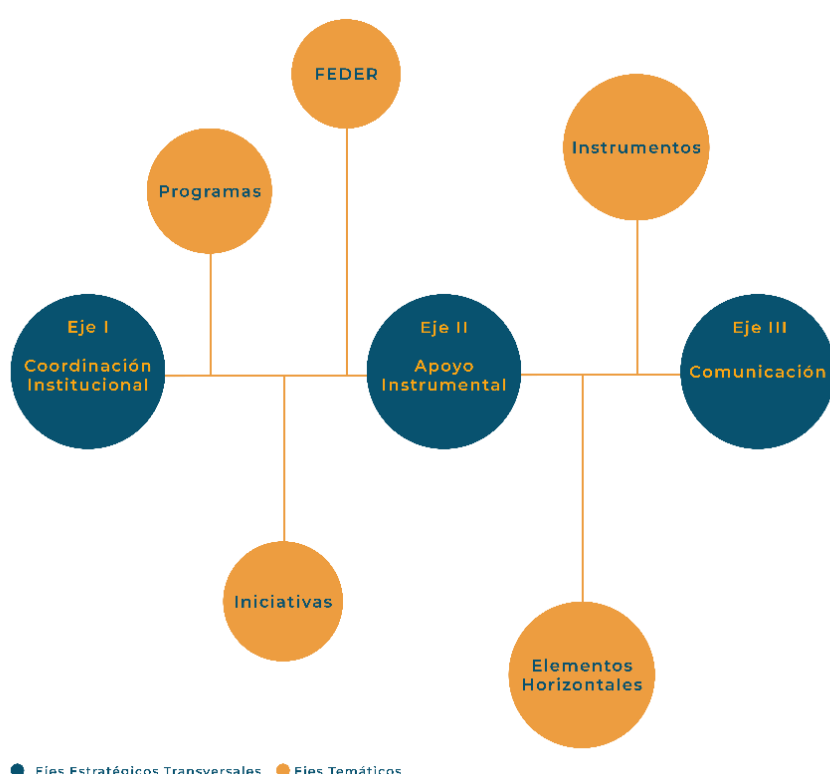 FEDER
Instrumentos
Programas
Eje I
Coordinación
Institucional
Eje II
Apoyo
Instrumental
Eje III
Comunicación
Iniciativas
Elementos
Horizontales
Ejes Estratégicos Transversales
Ejes Temáticos